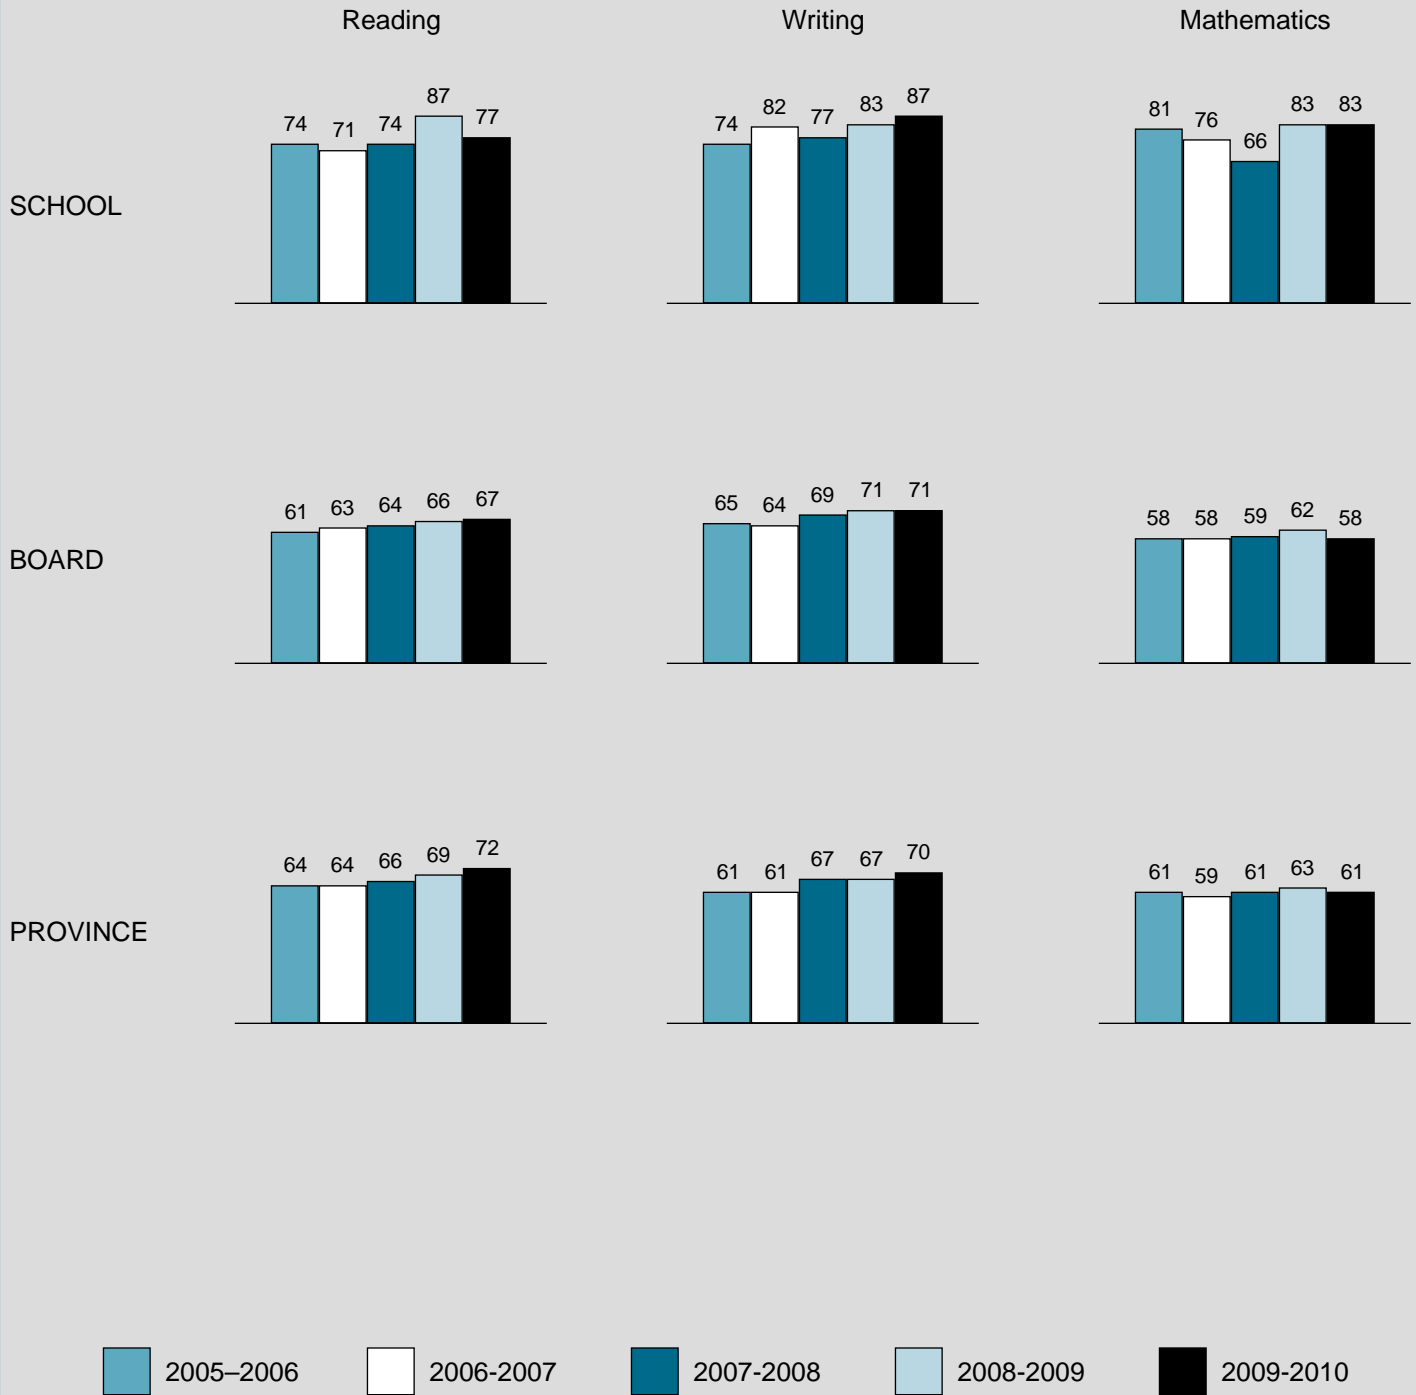 Reading Writing Mathematics
74 71 74 87 77 74 82 77 83 87 81 76 66 83 83
SCHOOL
61 63 64 66 67 65 64 69 71 71 58 58 59 62 58
BOARD
64 64 66 69 72 61 61 67 67 70 61 59 61 63 61
PROVINCE
2005–2006 2006-2007 2007-2008 2008-2009 2009-2010